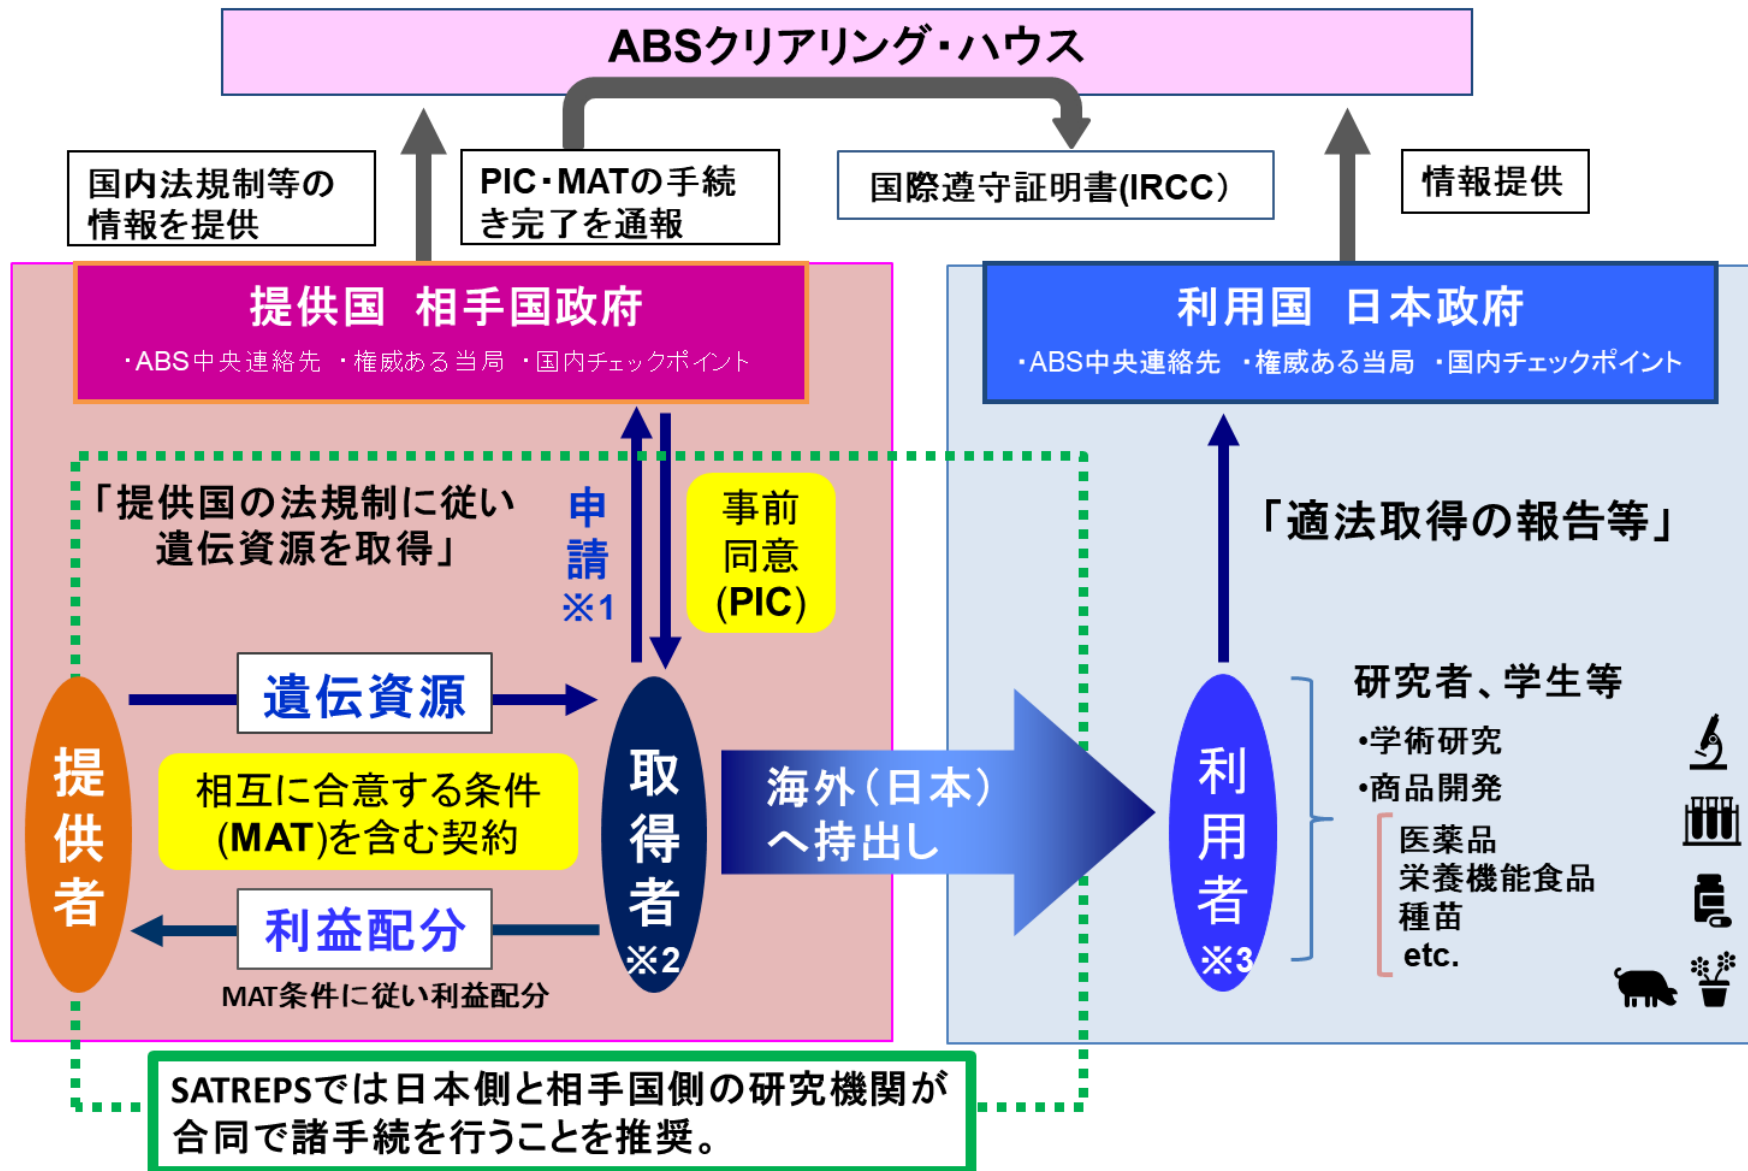 ABSクリアリング・ハウス
国内法規制等の
情報を提供
PIC・MATの手続
き完了を通報
国際遵守証明書(IRCC)
情報提供
提供国 相手国政府
・ABS中央連絡先 ・権威ある当局 ・国内チェックポイント
利用国 日本政府
・ABS中央連絡先 ・権威ある当局 ・国内チェックポイント
「提供国の法規制に従い
遺伝資源を取得」
申請
※1
事前
同意
(PIC)
「適法取得の報告等」
提供者
遺伝資源
相互に合意する条件
(MAT)を含む契約
利益配分
MAT条件に従い利益配分
取得者
※2
海外(日本)
へ持出し
利用者
※3
研究者、学生等
・学術研究
・商品開発
医薬品
栄養機能食品
種苗
etc.
SATREPSでは日本側と相手国側の研究機関が
合同で諸手続を行うことを推奨。